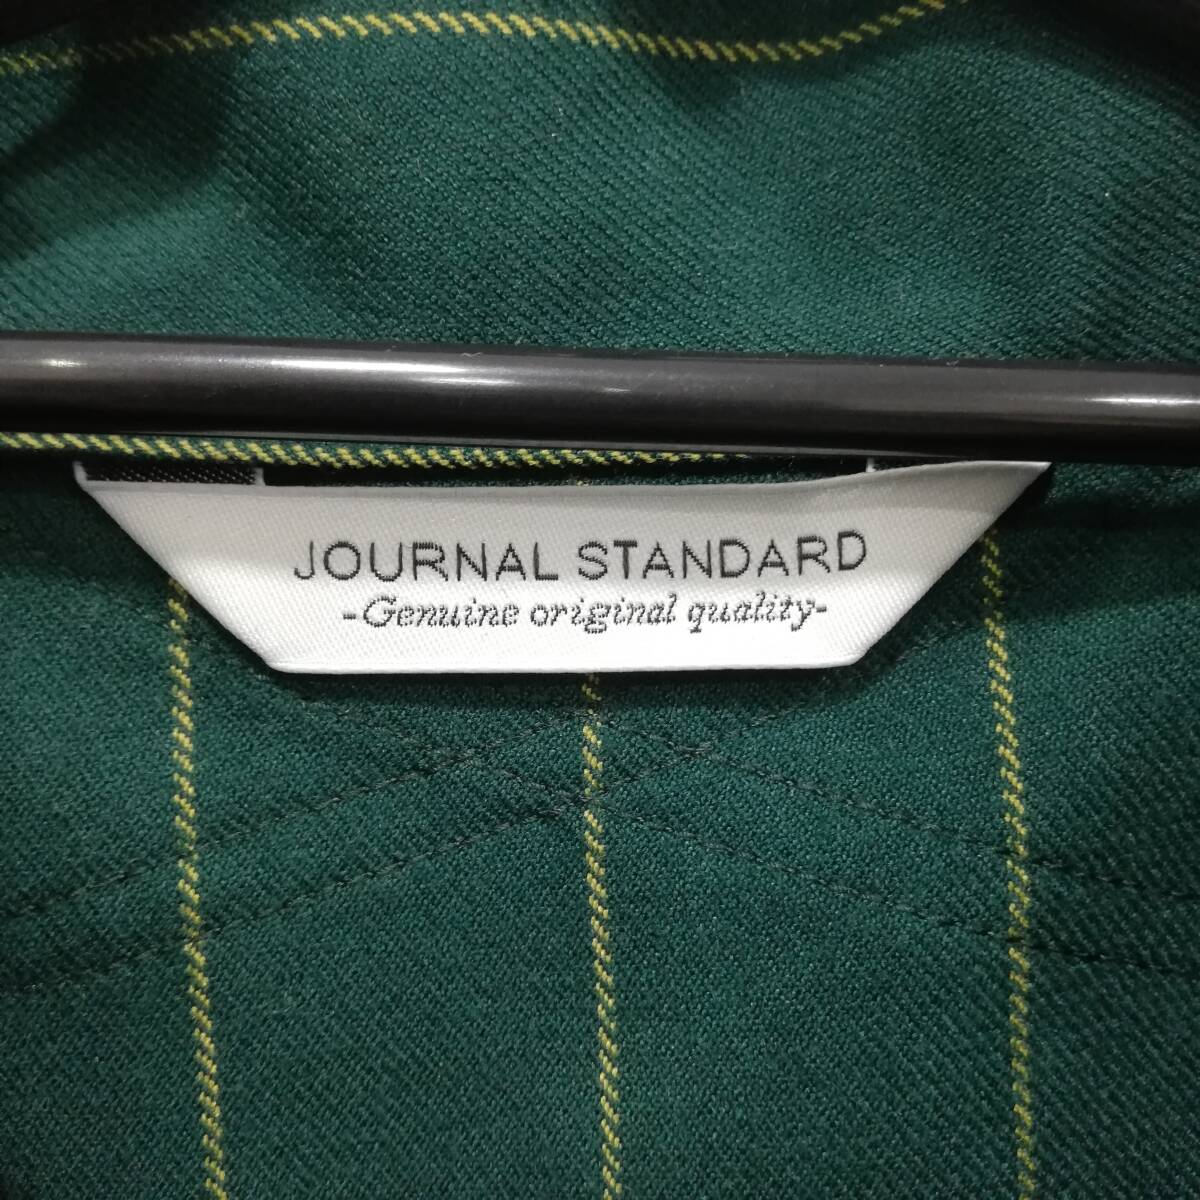 JOURNAL STANDARD
-Genuine original quality-